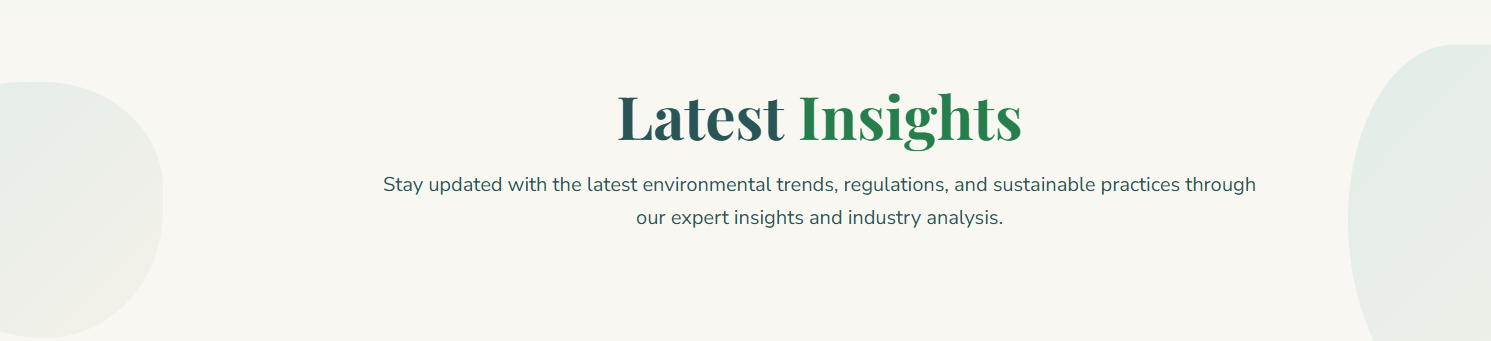 Latest Insights
Stay updated with the latest environmental trends, regulations, and sustainable practices through
our expert insights and industry analysis.